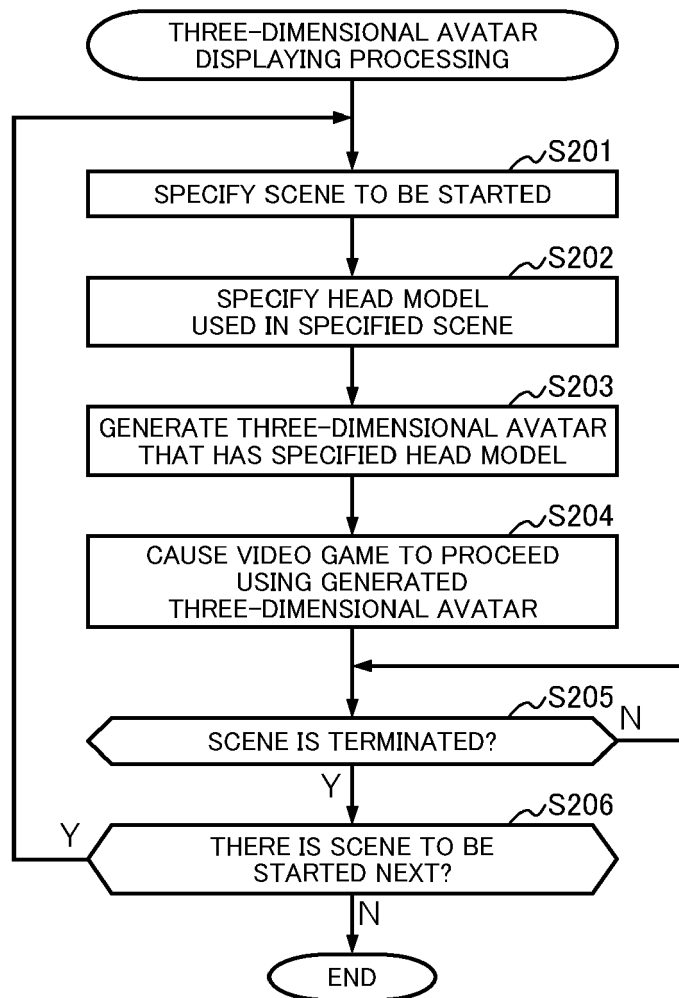 THREE-DIMENSIONAL AVATAR
DISPLAYING PROCESSING
S201
SPECIFY SCENE TO BE STARTED
S202
SPECIFY HEAD MODEL
USED IN SPECIFIED SCENE
S203
GENERATE THREE-DIMENSIONAL AVATAR
THAT HAS SPECIFIED HEAD MODEL
S204
CAUSE VIDEO GAME TO PROCEED
USING GENERATED
THREE-DIMENSIONAL AVATAR
S205
SCENE IS TERMINATED?
N
Y
S206
Y
THERE IS SCENE TO BE
STARTED NEXT?
N
END